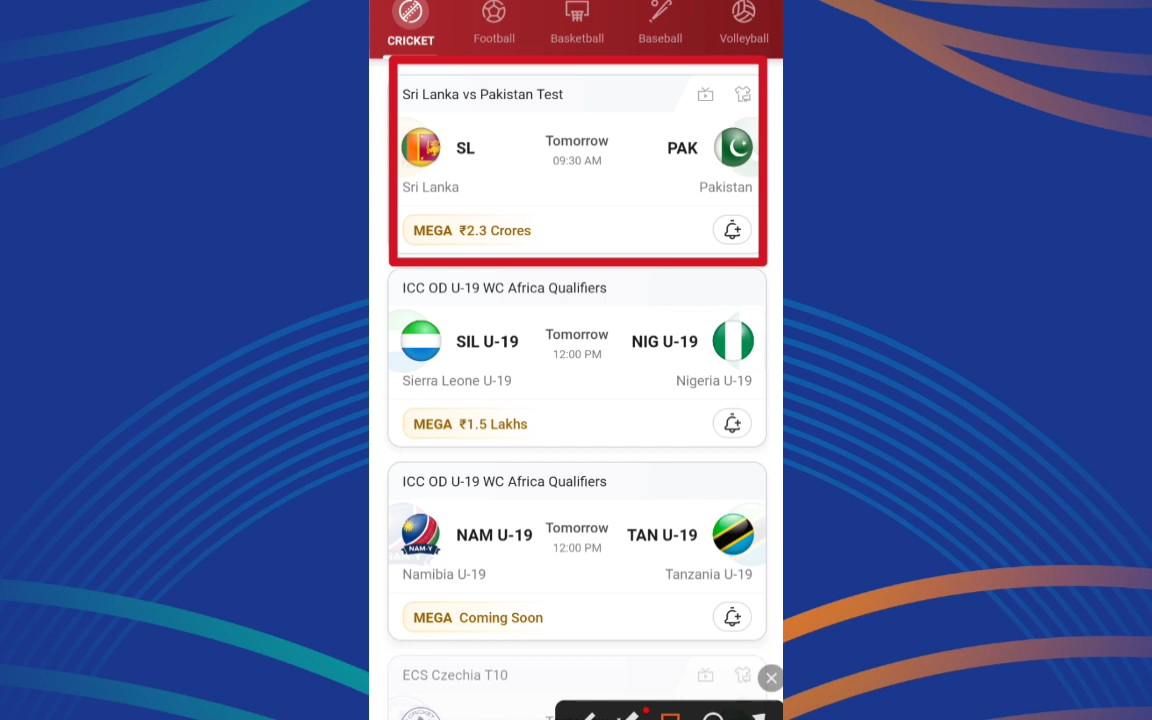 CRICKET Football Basketball Baseball Volleyball
Sri Lanka vs Pakistan Test
SL Tomorrow PAK
09:30 AM
Sri Lanka Pakistan
MEGA ₹2.3 Crores
ICC OD U-19 WC Africa Qualifiers
SIL U-19 Tomorrow NIG U-19
12:00 PM
Sierra Leone U-19 Nigeria U-19
MEGA ₹1.5 Lakhs
ICC OD U-19 WC Africa Qualifiers
NAM U-19 Tomorrow TAN U-19
NAM-Y 12:00 PM
Namibia U-19 Tanzania U-19
MEGA Coming Soon
ECS Czechia T10